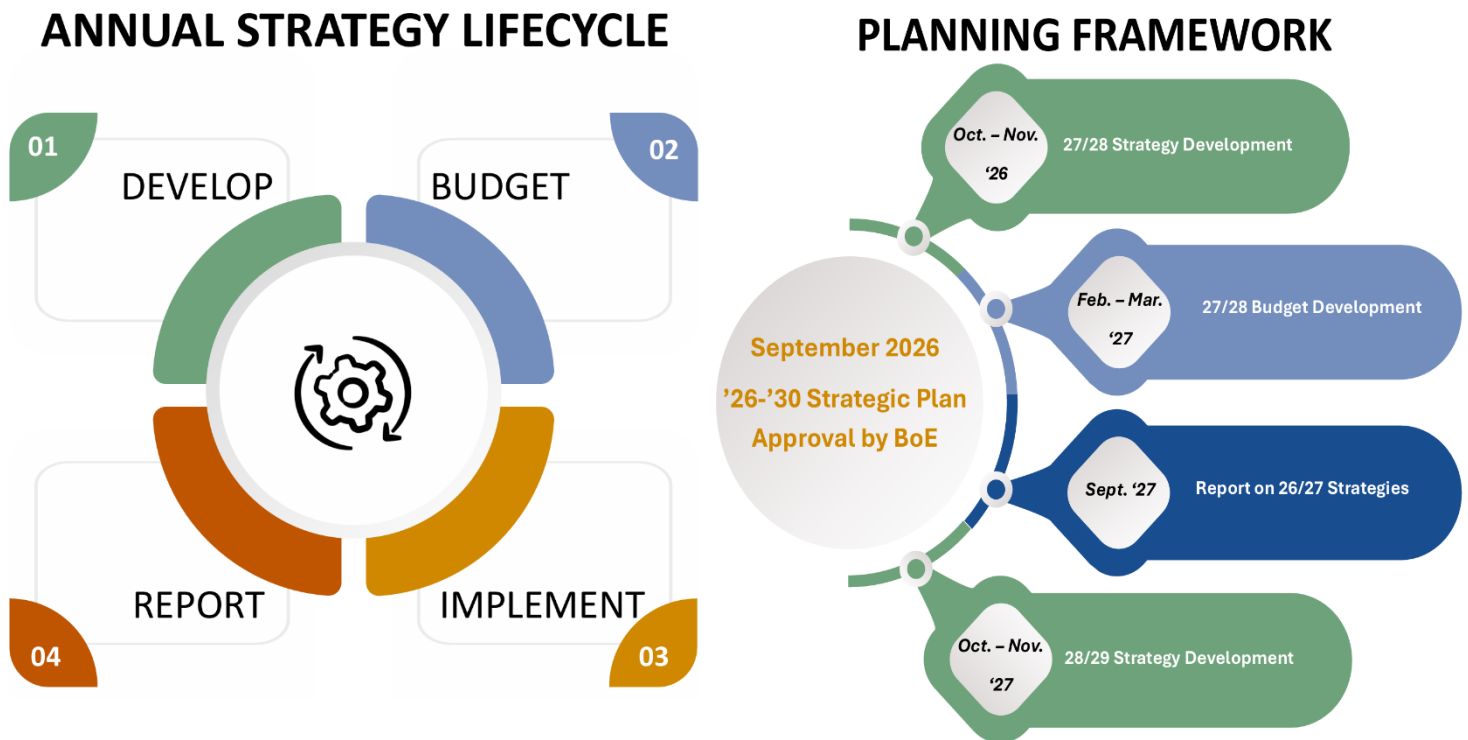 ANNUAL STRATEGY LIFECYCLE
01
DEVELOP
02
BUDGET
REPORT
04
IMPLEMENT
03
PLANNING FRAMEWORK
Oct. – Nov.
‘26
27/28 Strategy Development
Feb. – Mar.
‘27
27/28 Budget Development
September 2026
’26-’30 Strategic Plan
Approval by BoE
Sept. ‘27
Report on 26/27 Strategies
Oct. – Nov.
‘27
28/29 Strategy Development